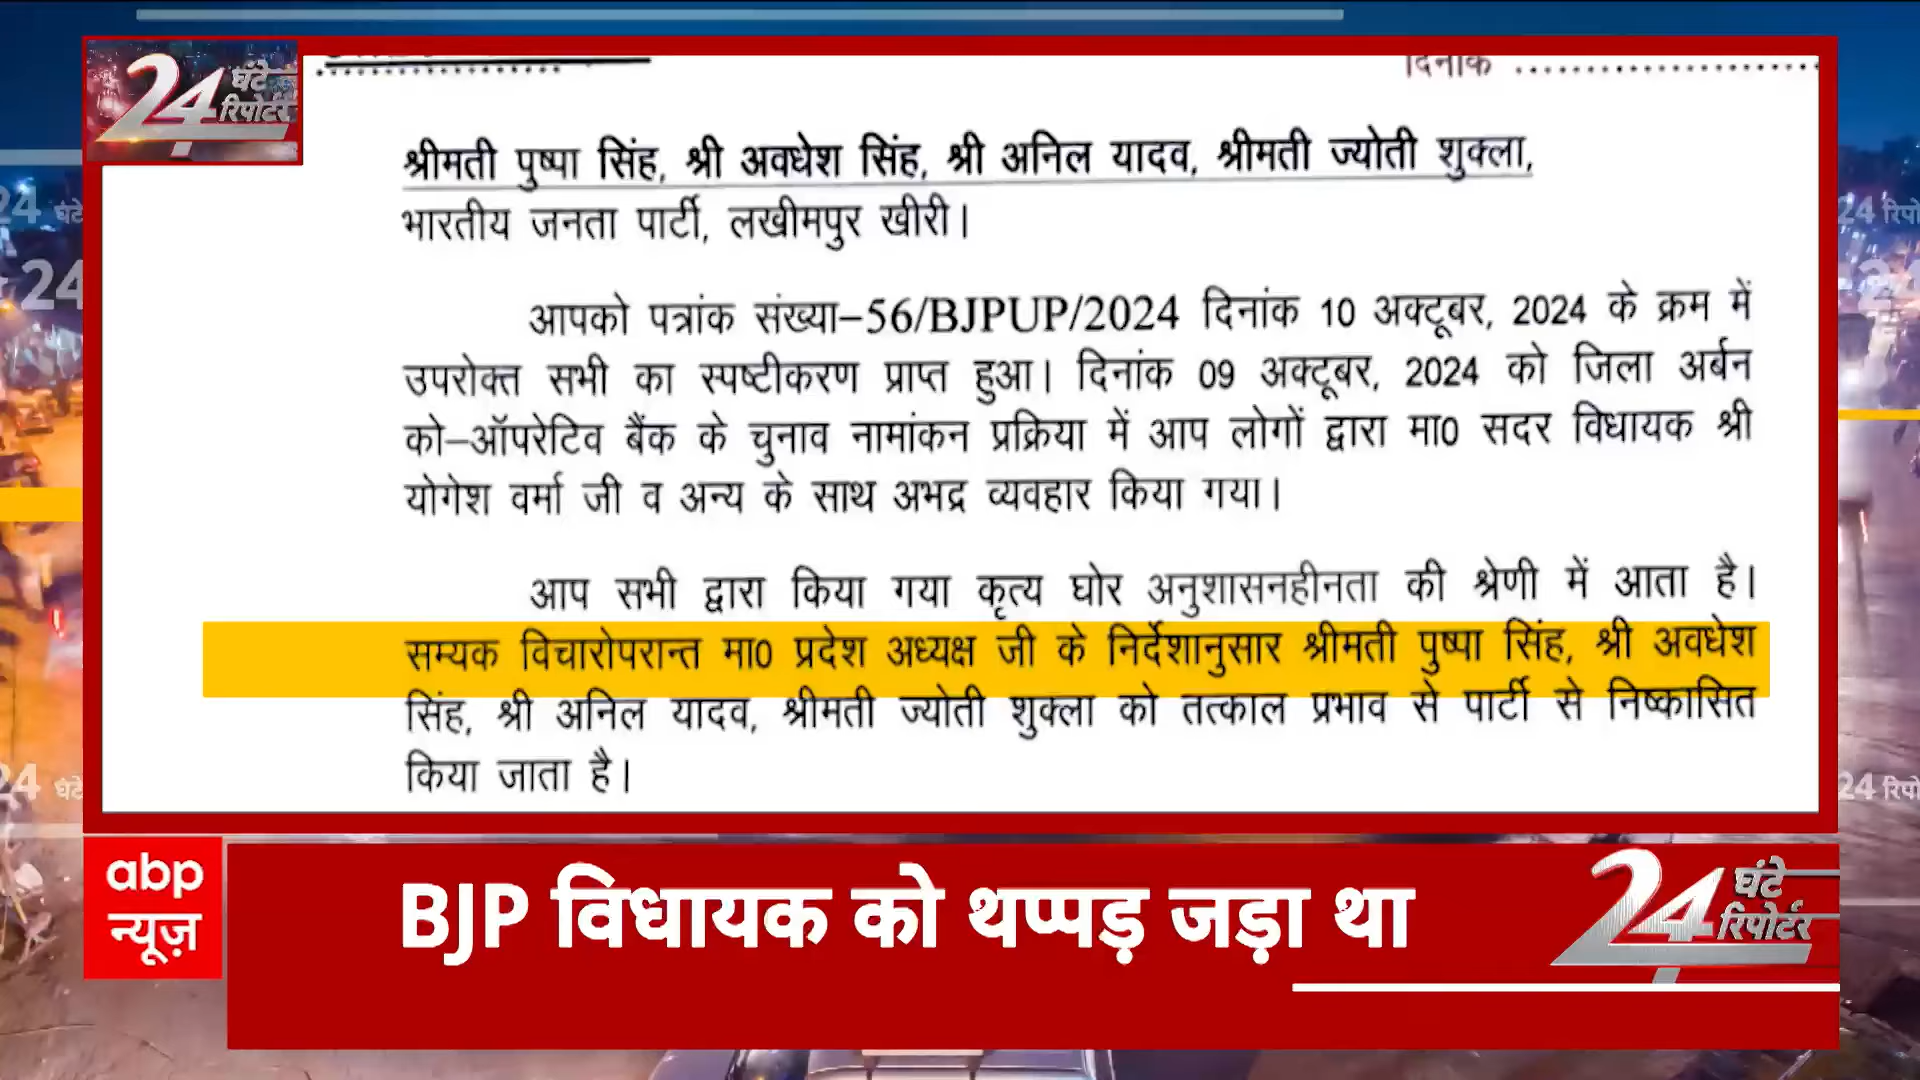 24 घंटे रिपोर्टर
दिनांक
श्रीमती पुष्पा सिंह, श्री अवधेश सिंह, श्री अनिल यादव, श्रीमती ज्योती शुक्ला,
भारतीय जनता पार्टी, लखीमपुर खीरी।
आपको पत्रांक संख्या–56/BJPUP/2024 दिनांक 10 अक्टूबर, 2024 के क्रम में
उपरोक्त सभी का स्पष्टीकरण प्राप्त हुआ। दिनांक 09 अक्टूबर, 2024 को जिला अर्बन
को–ऑपरेटिव बैंक के चुनाव नामांकन प्रक्रिया में आप लोगों द्वारा मा0 सदर विधायक श्री
योगेश वर्मा जी व अन्य के साथ अभद्र व्यवहार किया गया।
आप सभी द्वारा किया गया कृत्य घोर अनुशासनहीनता की श्रेणी में आता है।
सम्यक विचारोपरान्त मा0 प्रदेश अध्यक्ष जी के निर्देशानुसार श्रीमती पुष्पा सिंह, श्री अवधेश
सिंह, श्री अनिल यादव, श्रीमती ज्योती शुक्ला को तत्काल प्रभाव से पार्टी से निष्कासित
किया जाता है।
abp न्यूज़
BJP विधायक को थप्पड़ जड़ा था
24 घंटे रिपोर्टर